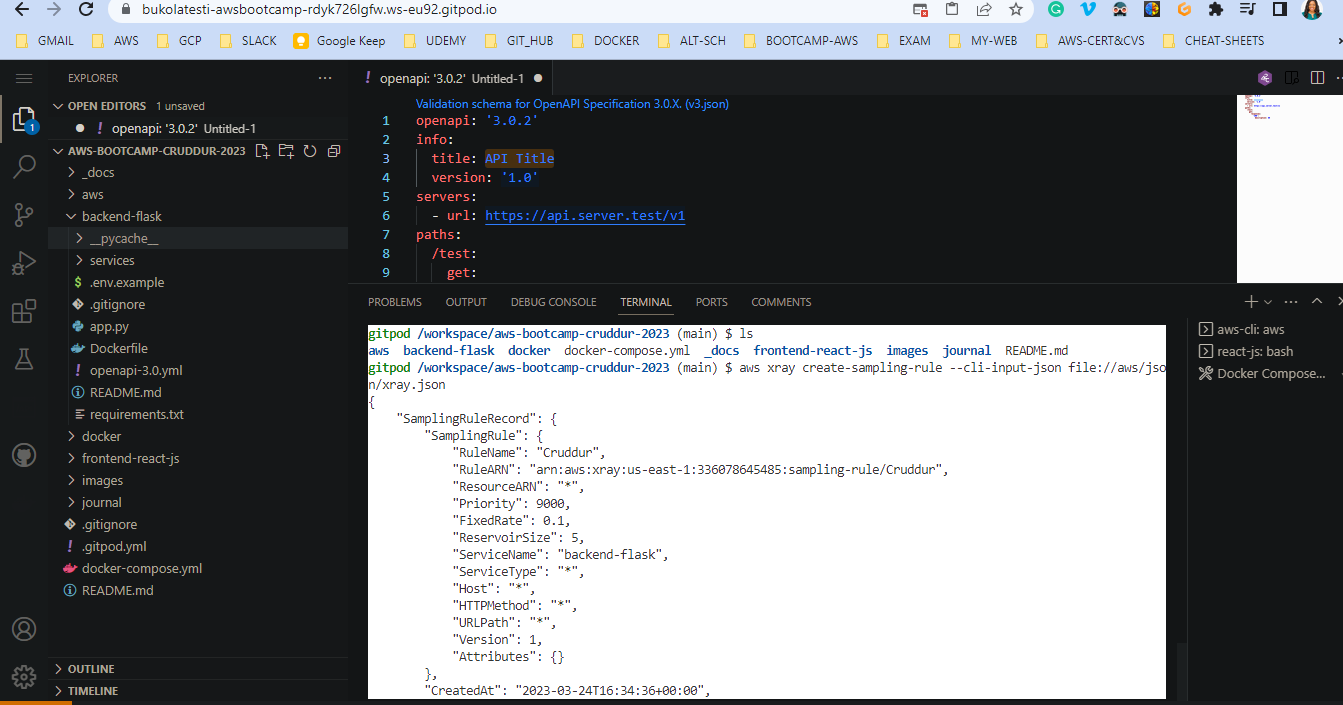 bukolatesti-awsbootcamp-rdyk726lgfw.ws-eu92.gitpod.io
GMAIL AWS GCP SLACK Google Keep UDEMY GIT_HUB DOCKER ALT-SCH BOOTCAMP-AWS EXAM MY-WEB AWS-CERT&CVS CHEAT-SHEETS
EXPLORER
OPEN EDITORS 1 unsaved
! openapi: '3.0.2' Untitled-1
AWS-BOOTCAMP-CRUDDUR-2023
_docs
aws
backend-flask
__pycache__
services
$ .env.example
.gitignore
app.py
Dockerfile
! openapi-3.0.yml
README.md
requirements.txt
docker
frontend-react-js
images
journal
.gitignore
! .gitpod.yml
docker-compose.yml
README.md
OUTLINE
TIMELINE
1
! openapi: '3.0.2' Untitled-1
Validation schema for OpenAPI Specification 3.0.X. (v3.json)
1 openapi: '3.0.2'
2 info:
3 title: API Title
4 version: '1.0'
5 servers:
6 - url: https://api.server.test/v1
7 paths:
8 /test:
9 get:
PROBLEMS OUTPUT DEBUG CONSOLE TERMINAL PORTS COMMENTS
gitpod /workspace/aws-bootcamp-cruddur-2023 (main) $ ls
aws backend-flask docker docker-compose.yml _docs frontend-react-js images journal README.md
gitpod /workspace/aws-bootcamp-cruddur-2023 (main) $ aws xray create-sampling-rule --cli-input-json file://aws/jso
n/xray.json
{
"SamplingRuleRecord": {
"SamplingRule": {
"RuleName": "Cruddur",
"RuleARN": "arn:aws:xray:us-east-1:336078645485:sampling-rule/Cruddur",
"ResourceARN": "*",
"Priority": 9000,
"FixedRate": 0.1,
"ReservoirSize": 5,
"ServiceName": "backend-flask",
"ServiceType": "*",
"Host": "*",
"HTTPMethod": "*",
"URLPath": "*",
"Version": 1,
"Attributes": {}
},
"CreatedAt": "2023-03-24T16:34:36+00:00",
aws-cli: aws
react-js: bash
Docker Compose...